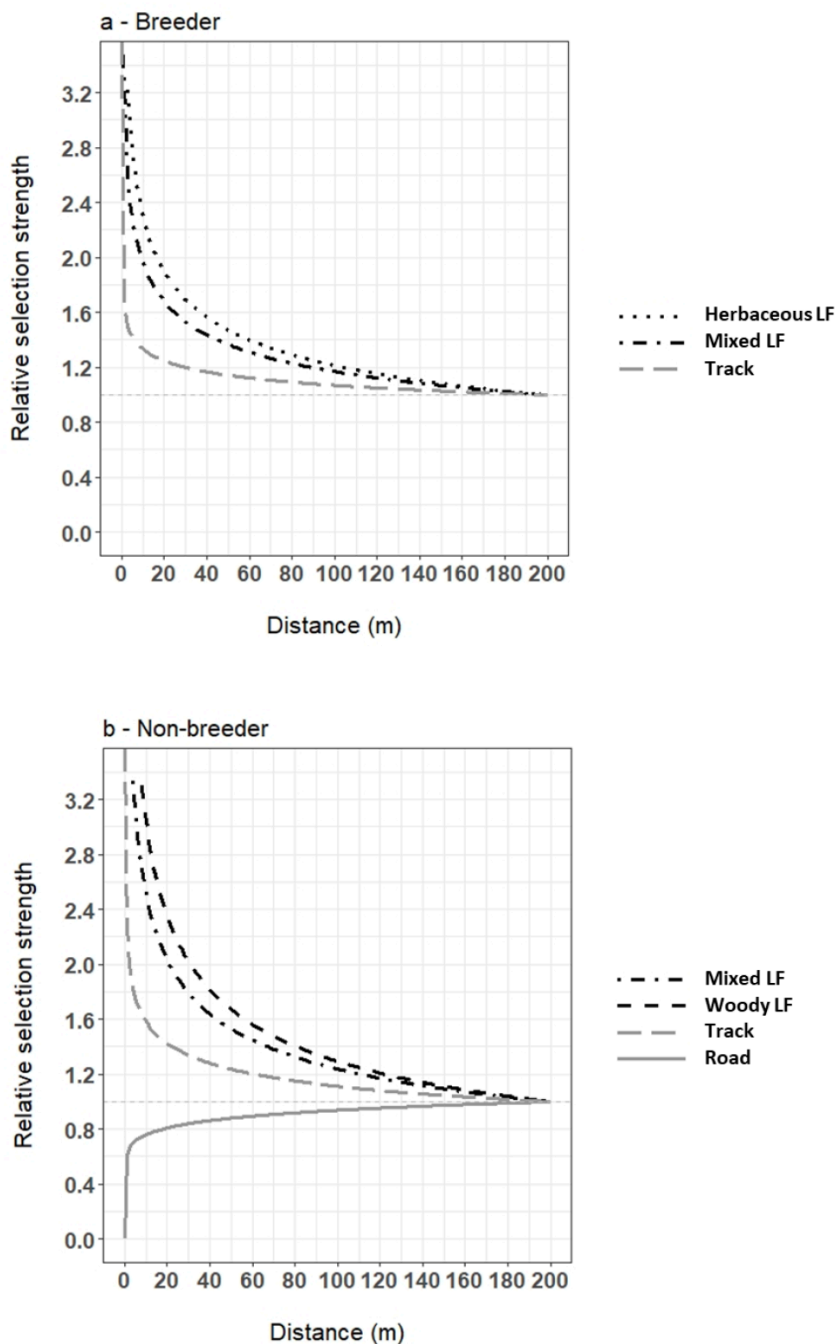 a - Breeder
Relative selection strength
3.2
2.8
2.4
2.0
1.6
1.2
0.8
0.4
0.0
0 20 40 60 80 100 120 140 160 180 200
Distance (m)
Herbaceous LF
Mixed LF
Track
b - Non-breeder
Relative selection strength
3.2
2.8
2.4
2.0
1.6
1.2
0.8
0.4
0.0
0 20 40 60 80 100 120 140 160 180 200
Distance (m)
Mixed LF
Woody LF
Track
Road